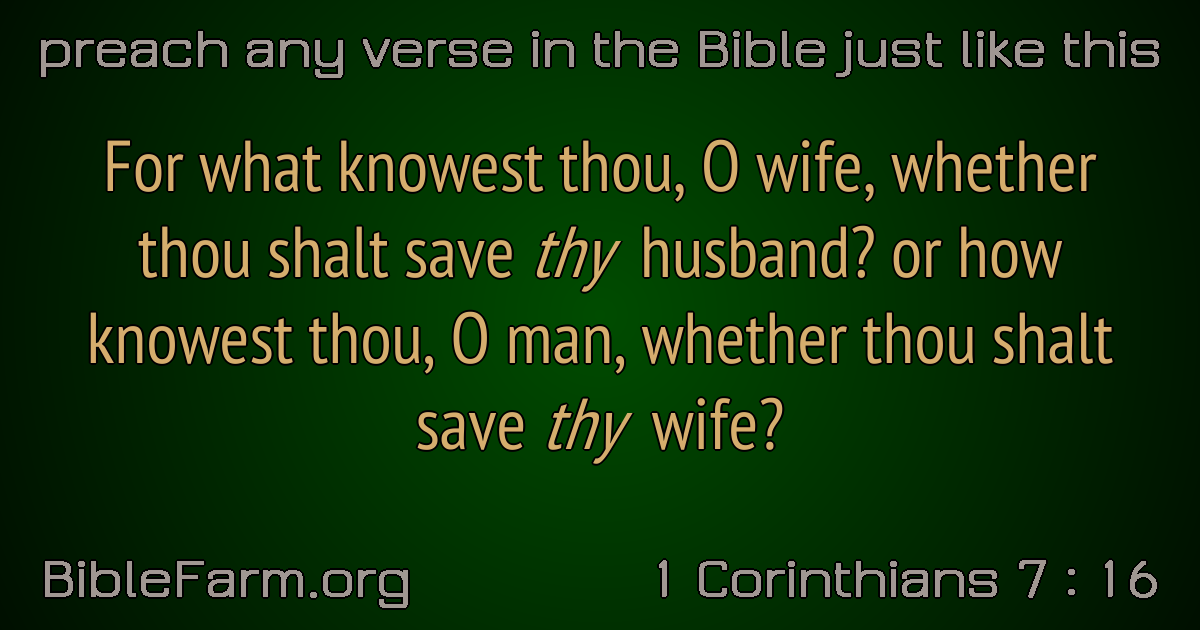 preach any verse in the Bible just like this
For what knowest thou, O wife, whether
thou shalt save thy husband? or how
knowest thou, O man, whether thou shalt
save thy wife?
BibleFarm.org
1 Corinthians 7 : 16